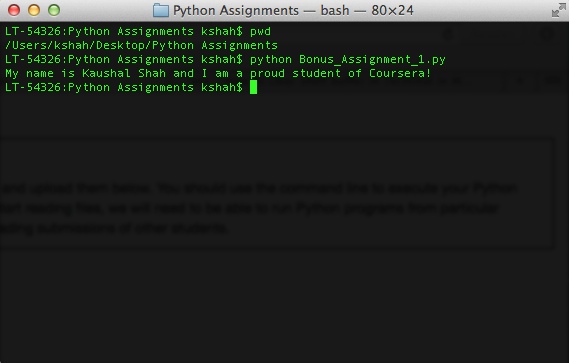 Python Assignments — bash — 80×24
LT-54326:Python Assignments kshah$ pwd
/Users/kshah/Desktop/Python Assignments
LT-54326:Python Assignments kshah$ python Bonus_Assignment_1.py
My name is Kaushal Shah and I am a proud student of Coursera!
LT-54326:Python Assignments kshah$
and upload them below. You should use the command line to execute your Python
start reading files, we will need to be able to run Python programs from particular
submissions of other students.